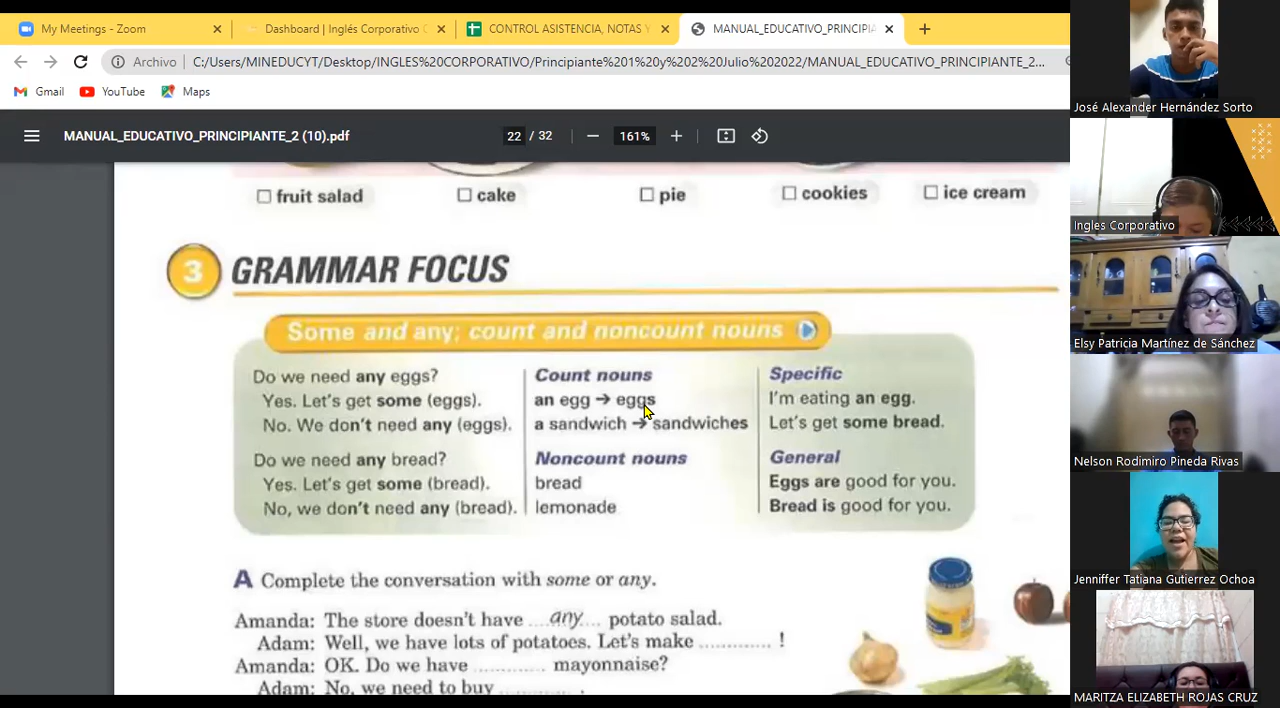 My Meetings - Zoom
Dashboard | Inglés Corporativo
CONTROL ASISTENCIA, NOTAS Y
MANUAL_EDUCATIVO_PRINCIPIA
Archivo
C:/Users/MINEDUCYT/Desktop/INGLES%20CORPORATIVO/Principiante%201%20y%202%20Julio%202022/MANUAL_EDUCATIVO_PRINCIPIANTE_2...
Gmail
YouTube
Maps
MANUAL_EDUCATIVO_PRINCIPIANTE_2 (10).pdf
22 / 32
161%
fruit salad
cake
pie
cookies
ice cream
3 GRAMMAR FOCUS
Some and any; count and noncount nouns
Do we need any eggs?
Yes. Let's get some (eggs).
No. We don't need any (eggs).
Do we need any bread?
Yes. Let's get some (bread).
No, we don't need any (bread).
Count nouns
an egg → eggs
a sandwich → sandwiches
Noncount nouns
bread
lemonade
Specific
I'm eating an egg.
Let's get some bread.
General
Eggs are good for you.
Bread is good for you.
A Complete the conversation with some or any.
Amanda: The store doesn't have ....any.... potato salad.
Adam: Well, we have lots of potatoes. Let's make ............. !
Amanda: OK. Do we have ............. mayonnaise?
Adam: No, we need to buy ............. .
José Alexander Hernández Sorto
Ingles Corporativo
Elsy Patricia Martínez de Sánchez
Nelson Rodimiro Pineda Rivas
Jenniffer Tatiana Gutierrez Ochoa
MARITZA ELIZABETH ROJAS CRUZ